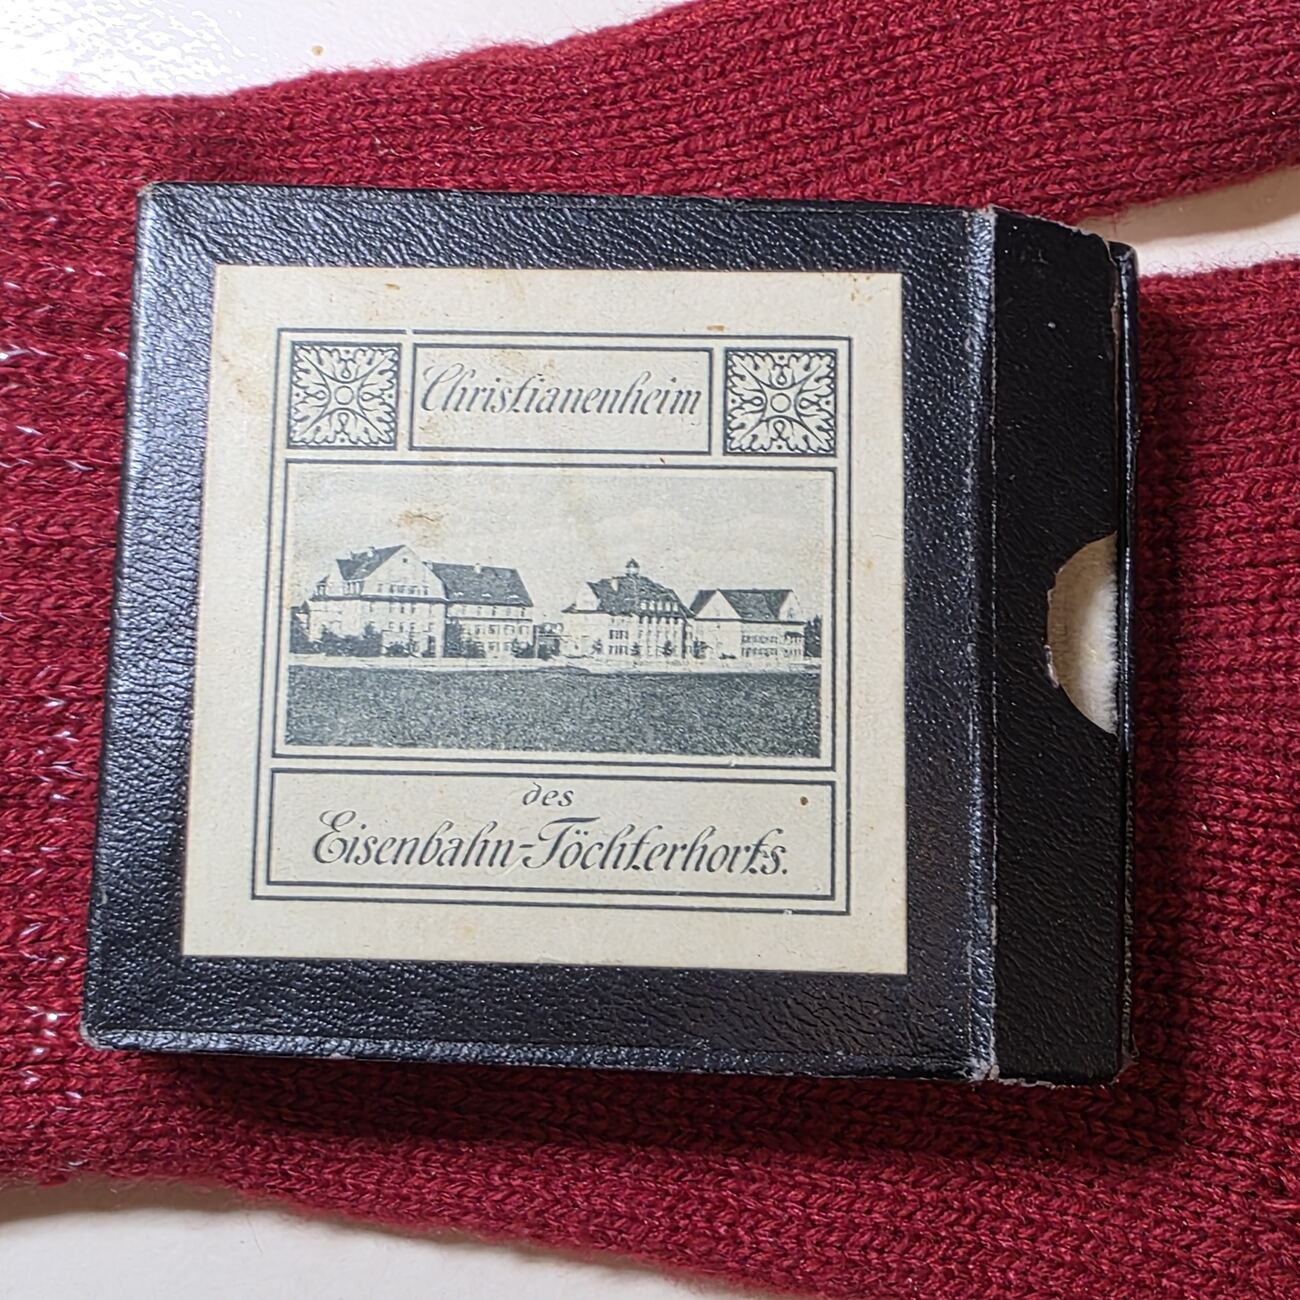 Christianenheim
des
Eisenbahn-Töchterhorts.